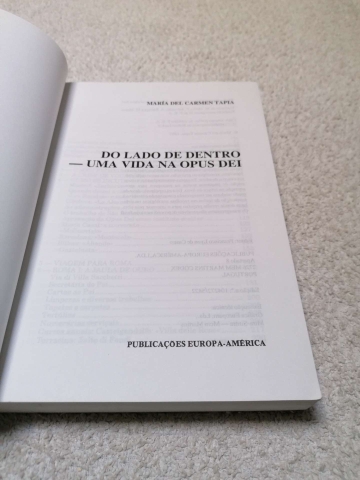 MARÍA DEL CARMEN TAPIA
DO LADO DE DENTRO
— UMA VIDA NA OPUS DEI
PUBLICAÇÕES EUROPA-AMÉRICA